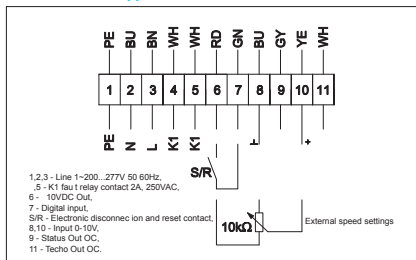 PE BU BN WH WH RD GN BU GY YE WH
1 2 3 4 5 6 7 8 9 10 11
PE N L K1 K1 + +
S/R
1,2,3 - Line 1~200...277V 50 60Hz,
,5 - K1 fau t relay contact 2A, 250VAC,
6 - 10VDC Out,
7 - Digital input,
S/R - Electronic disconnec ion and reset contact,
8,10 - Input 0-10V,
9 - Status Out OC,
11 - Techo Out OC.
10kΩ
External speed settings